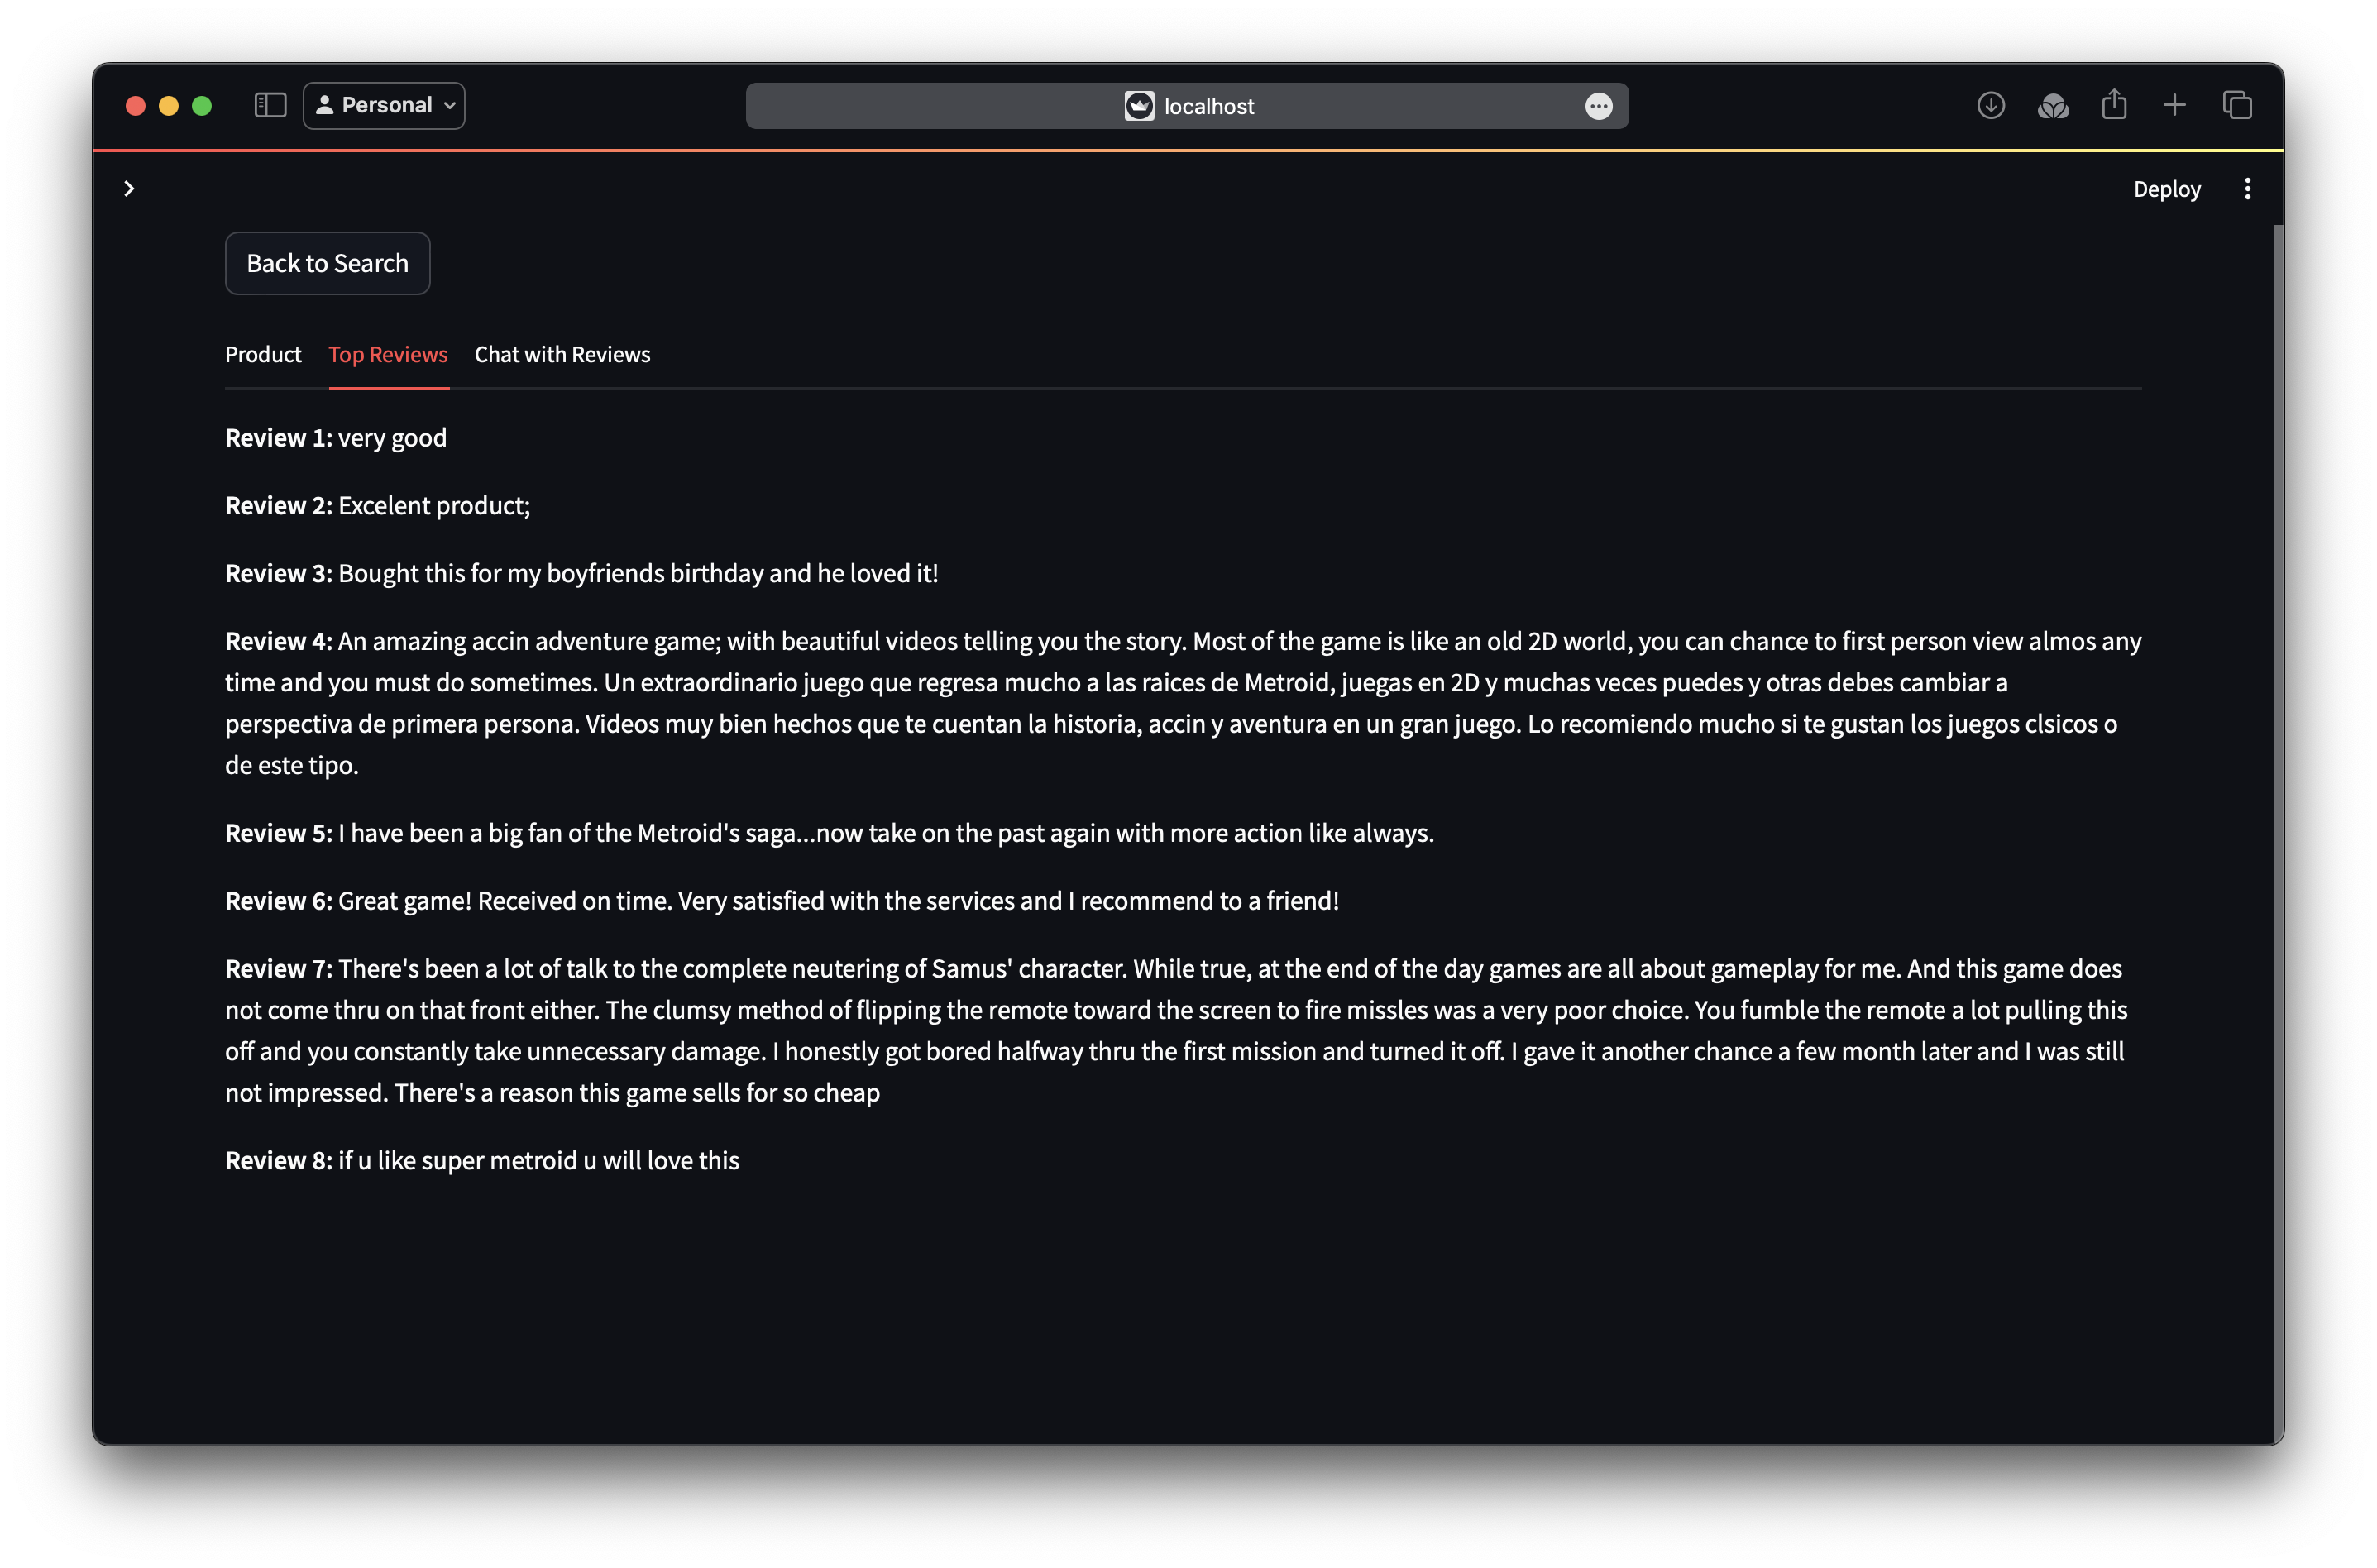 Personal
localhost
Deploy
Back to Search
Product Top Reviews Chat with Reviews
Review 1: very good
Review 2: Excelent product;
Review 3: Bought this for my boyfriends birthday and he loved it!
Review 4: An amazing accin adventure game; with beautiful videos telling you the story. Most of the game is like an old 2D world, you can chance to first person view almos any
time and you must do sometimes. Un extraordinario juego que regresa mucho a las raices de Metroid, juegas en 2D y muchas veces puedes y otras debes cambiar a
perspectiva de primera persona. Videos muy bien hechos que te cuentan la historia, accin y aventura en un gran juego. Lo recomiendo mucho si te gustan los juegos clsicos o
de este tipo.
Review 5: I have been a big fan of the Metroid's saga...now take on the past again with more action like always.
Review 6: Great game! Received on time. Very satisfied with the services and I recommend to a friend!
Review 7: There's been a lot of talk to the complete neutering of Samus' character. While true, at the end of the day games are all about gameplay for me. And this game does
not come thru on that front either. The clumsy method of flipping the remote toward the screen to fire missles was a very poor choice. You fumble the remote a lot pulling this
off and you constantly take unnecessary damage. I honestly got bored halfway thru the first mission and turned it off. I gave it another chance a few month later and I was still
not impressed. There's a reason this game sells for so cheap
Review 8: if u like super metroid u will love this